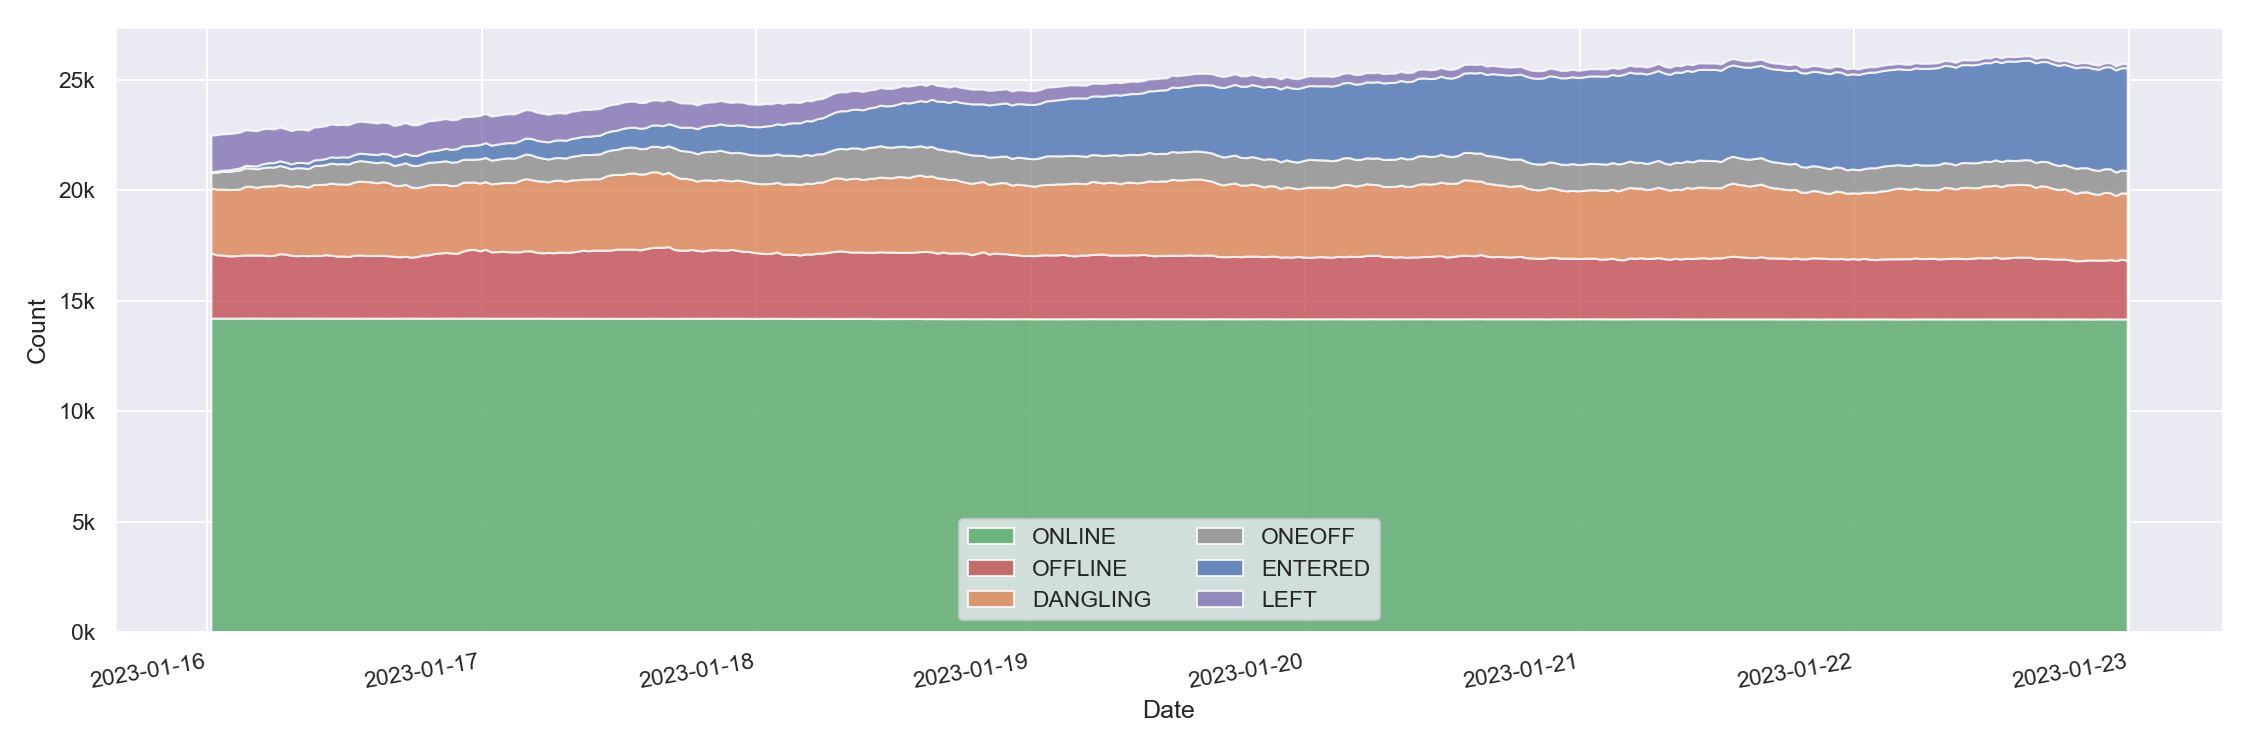 25k
20k
15k
10k
5k
0k
Count
ONLINE
OFFLINE
DANGLING
ONEOFF
ENTERED
LEFT
2023-01-16
2023-01-17
2023-01-18
2023-01-19
2023-01-20
2023-01-21
2023-01-22
2023-01-23
Date